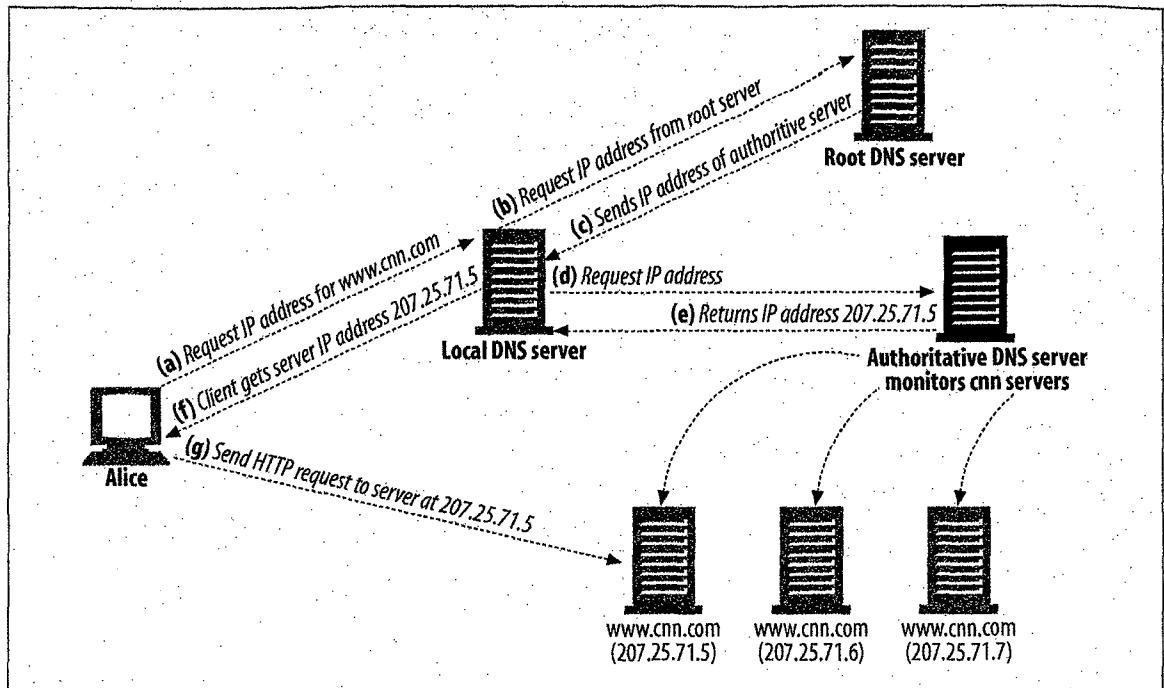 (b) Request IP address from root server
Root DNS server
(c) Sends IP address of authoritive server
(a) Request IP address for www.cnn.com
(d) Request IP address
(e) Returns IP address 207.25.71.5
Local DNS server
Authoritative DNS server
monitors cnn servers
(f) Client gets server IP address 207.25.71.5
Alice
(g) Send HTTP request to server at 207.25.71.5
www.cnn.com
(207.25.71.5)
www.cnn.com
(207.25.71.6)
www.cnn.com
(207.25.71.7)